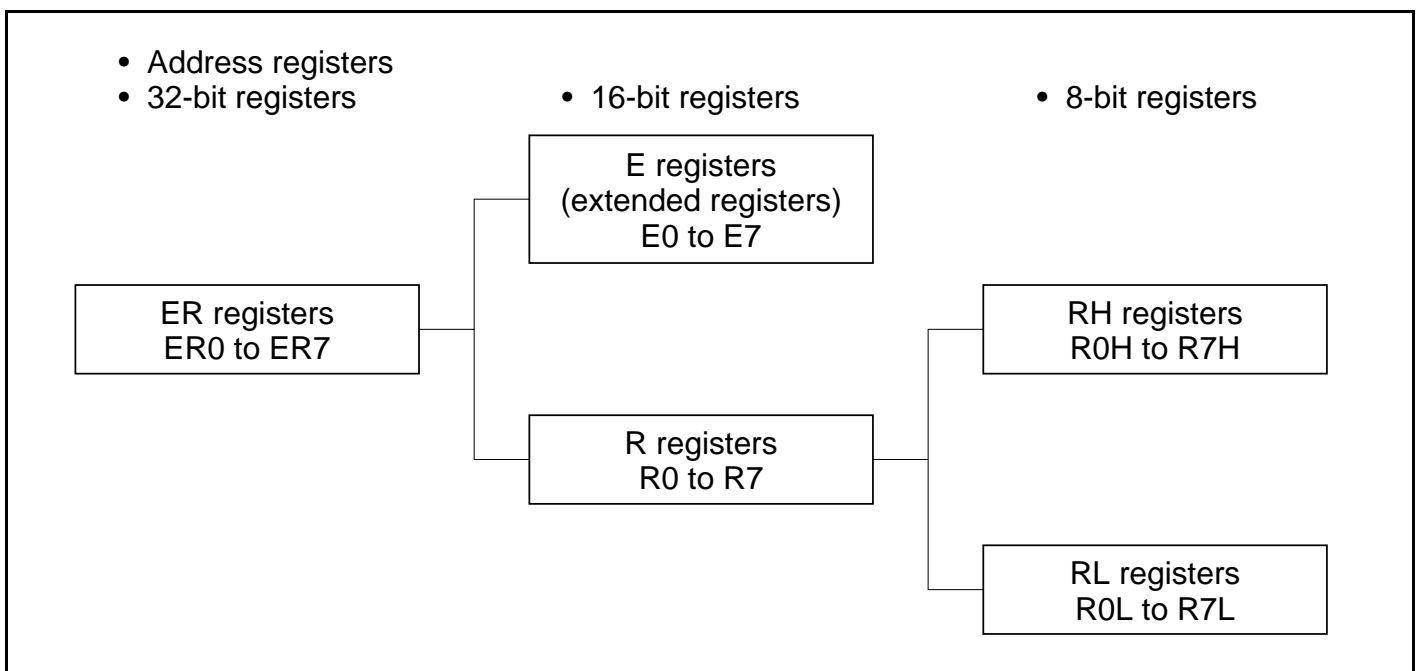 • Address registers
• 32-bit registers
• 16-bit registers
• 8-bit registers
E registers
(extended registers)
E0 to E7
ER registers
ER0 to ER7
RH registers
R0H to R7H
R registers
R0 to R7
RL registers
R0L to R7L